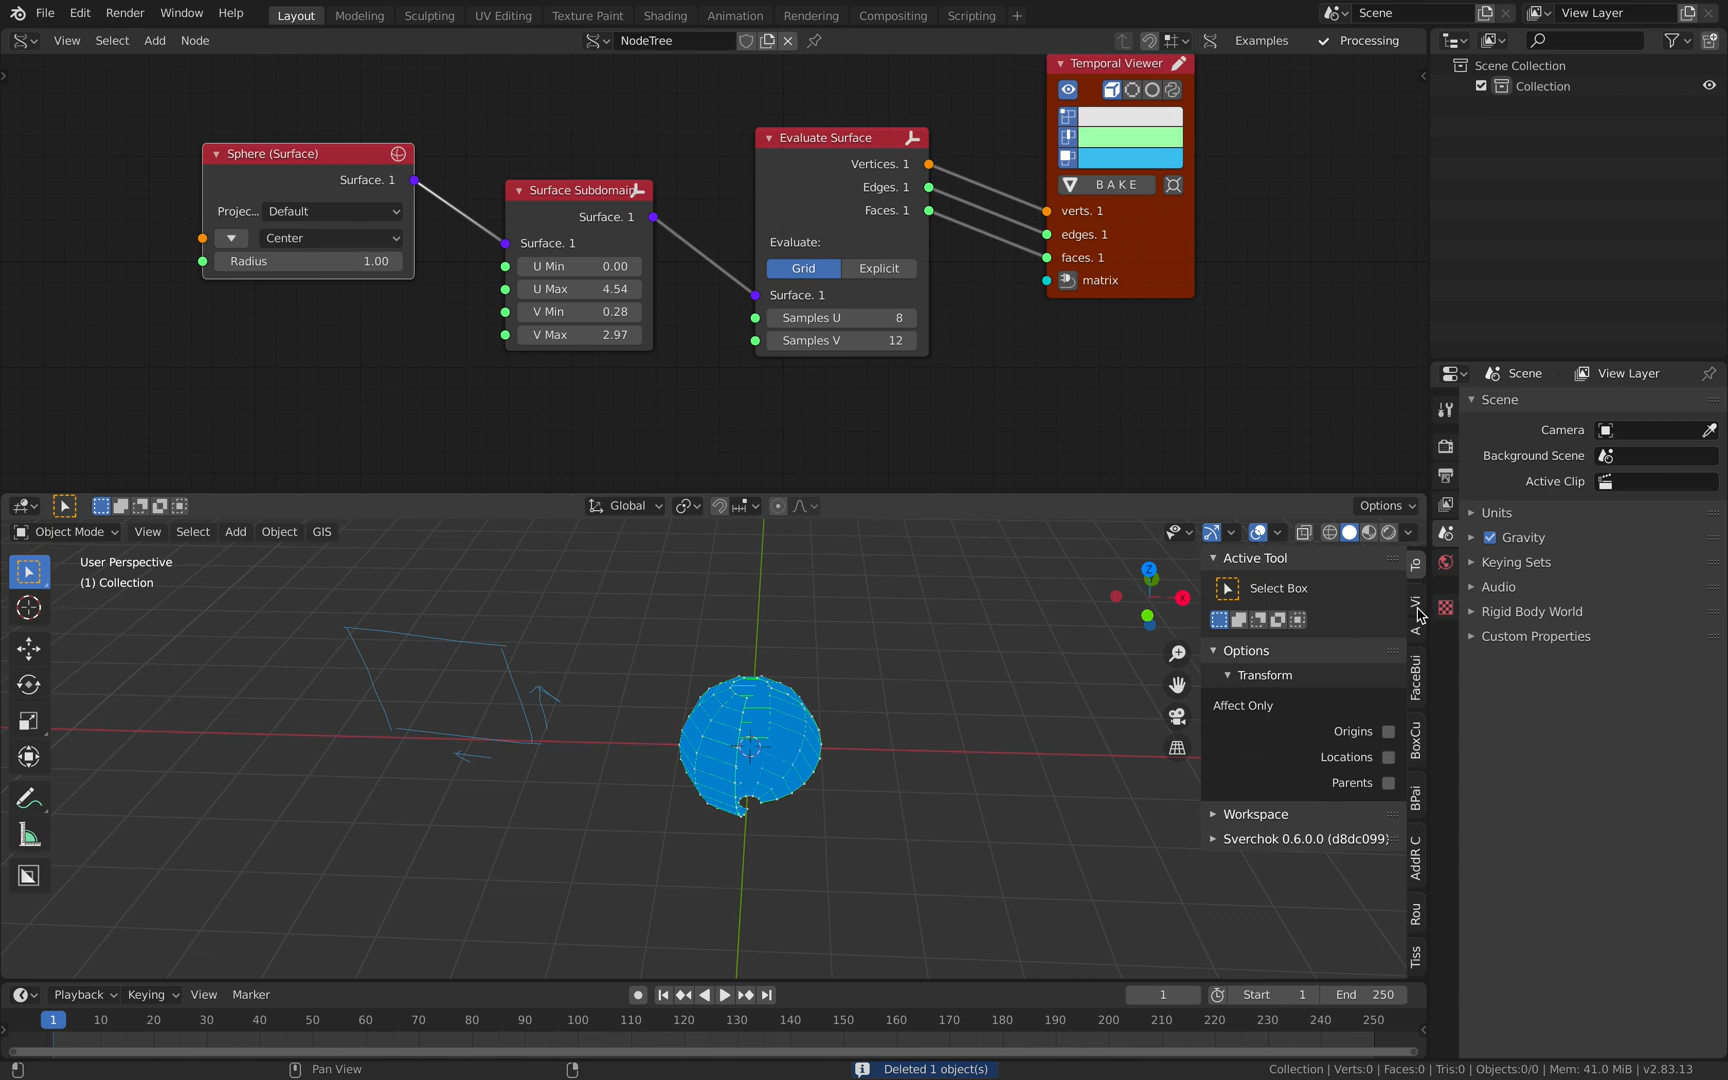 File Edit Render Window Help Layout Modeling Sculpting UV Editing Texture Paint Shading Animation Rendering Compositing Scripting + Scene View Layer
View Select Add Node NodeTree Examples Processing
Sphere (Surface)
Surface. 1
Projec... Default
Center
Radius 1.00
Surface Subdomain
Surface. 1
Surface. 1
U Min 0.00
U Max 4.54
V Min 0.28
V Max 2.97
Evaluate Surface
Vertices. 1
Edges. 1
Faces. 1
Evaluate:
Grid Explicit
Surface. 1
Samples U 8
Samples V 12
Temporal Viewer
BAKE
verts. 1
edges. 1
faces. 1
matrix
Scene Collection
Collection
Scene View Layer
Scene
Camera
Background Scene
Active Clip
Units
Gravity
Keying Sets
Audio
Rigid Body World
Custom Properties
Global Options
Object Mode View Select Add Object GIS
User Perspective
(1) Collection
Z
X
Active Tool
Select Box
Options
Transform
Affect Only
Origins
Locations
Parents
Workspace
Sverchok 0.6.0.0 (d8dc099)
To
Vi
A
FaceBui
BoxCu
BPai
AddR C
Rou
Tiss
Playback Keying View Marker 1 Start 1 End 250
1 10 20 30 40 50 60 70 80 90 100 110 120 130 140 150 160 170 180 190 200 210 220 230 240 250
Pan View Deleted 1 object(s) Collection | Verts:0 | Faces:0 | Tris:0 | Objects:0/0 | Mem: 41.0 MiB | v2.83.13